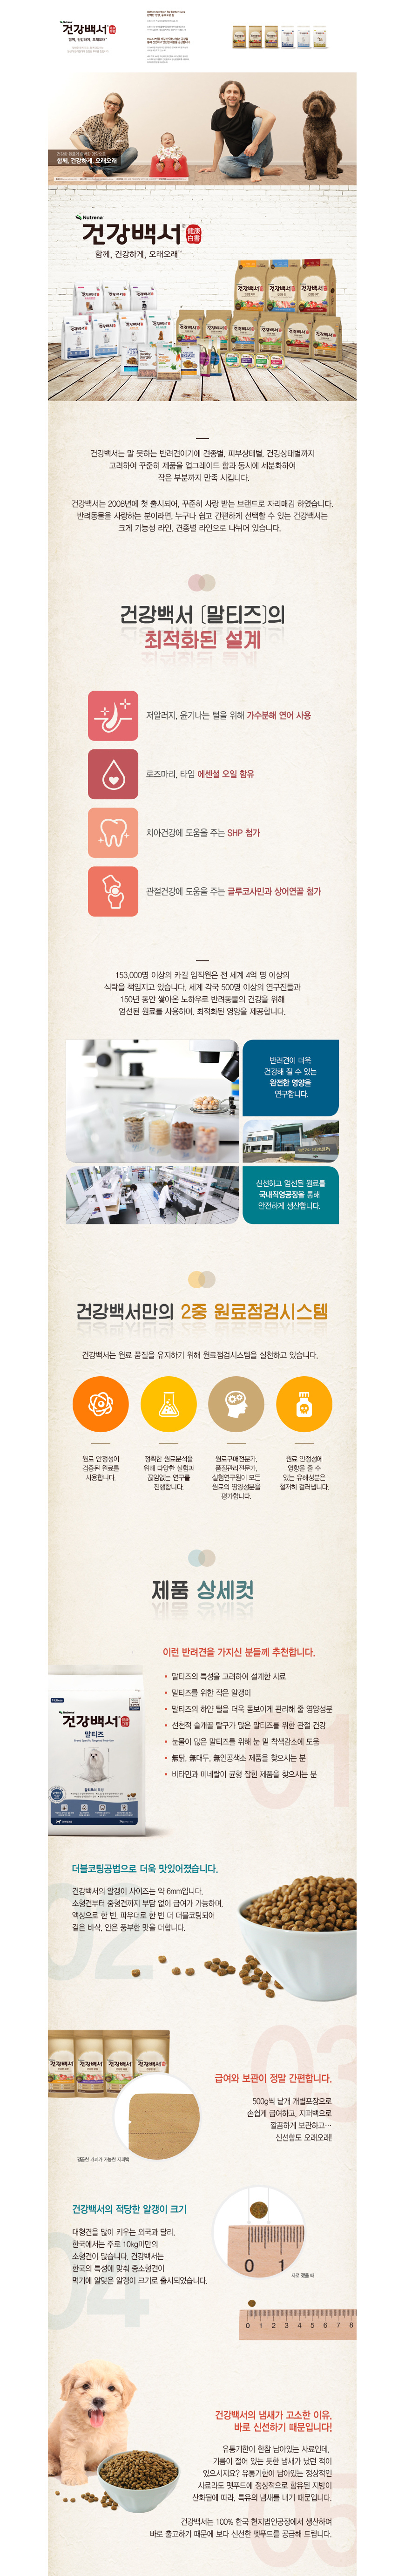 건강백서
함께, 건강하게, 오래오래
함께, 건강하게, 오래오래
Nutrena
건강백서 健康白書
함께, 건강하게, 오래오래
건강백서는 말 못하는 반려견이기에 견종별, 피부상태별, 건강상태별까지
고려하여 꾸준히 제품을 업그레이드 함과 동시에 세분화하여
작은 부분까지 만족 시킵니다.
건강백서는 2008년에 첫 출시되어, 꾸준히 사랑 받는 브랜드로 자리매김 하였습니다.
반려동물을 사랑하는 분이라면, 누구나 쉽고 간편하게 선택할 수 있는 건강백서는
크게 기능성 라인, 견종별 라인으로 나뉘어 있습니다.
건강백서 [말티즈]의
최적화된 설계
저알러지, 윤기나는 털을 위해 가수분해 연어 사용
로즈마리, 타임 에센셜 오일 함유
치아건강에 도움을 주는 SHP 첨가
관절건강에 도움을 주는 글루코사민과 상어연골 첨가
153,000명 이상의 카길 임직원은 전 세계 4억 명 이상의
식탁을 책임지고 있습니다. 세계 각국 500명 이상의 연구진들과
150년 동안 쌓아온 노하우로 반려동물의 건강을 위해
엄선된 원료를 사용하며, 최적화된 영양을 제공합니다.
반려견이 더욱
건강해 질 수 있는
완전한 영양을
연구합니다.
신선하고 엄선된 원료를
국내직영공장을 통해
안전하게 생산합니다.
건강백서만의 2중 원료점검시스템
건강백서는 원료 품질을 유지하기 위해 원료점검시스템을 실천하고 있습니다.
원료 안정성이
검증된 원료를
사용합니다.
정확한 원료분석을
위해 다양한 실험과
끊임없는 연구를
진행합니다.
원료구매전문가,
품질관리전문가,
실험연구원이 모든
원료의 영양성분을
평가합니다.
원료 안정성에
영향을 줄 수
있는 유해성분은
철저히 걸러냅니다.
제품 상세컷
이런 반려견을 가지신 분들께 추천합니다.
• 말티즈의 특성을 고려하여 설계한 사료
• 말티즈를 위한 작은 알갱이
• 말티즈의 하얀 털을 더욱 돋보이게 관리해 줄 영양성분
• 선천적 슬개골 탈구가 많은 말티즈를 위한 관절 건강
• 눈물이 많은 말티즈를 위해 눈 밑 착색감소에 도움
• 無닭, 無대두, 無인공색소 제품을 찾으시는 분
• 비타민과 미네랄이 균형 잡힌 제품을 찾으시는 분
01
건강백서
말티즈
더블코팅공법으로 더욱 맛있어졌습니다.
건강백서의 알갱이 사이즈는 약 6mm입니다.
소형견부터 중형견까지 부담 없이 급여가 가능하며,
액상으로 한 번, 파우더로 한 번 더 더블코팅되어
겉은 바삭, 안은 풍부한 맛을 더합니다.
02
03
급여와 보관이 정말 간편합니다.
500g씩 낱개 개별포장으로
손쉽게 급여하고, 지퍼백으로
깔끔하게 보관하고…
신선함도 오래오래!
깔끔한 개폐가 가능한 지퍼백
건강백서의 적당한 알갱이 크기
대형견을 많이 키우는 외국과 달리,
한국에서는 주로 10kg미만의
소형견이 많습니다. 건강백서는
한국의 특성에 맞춰 중소형견이
먹기에 알맞은 알갱이 크기로 출시되었습니다.
04
0 1
자로 쟀을 때
0 1 2 3 4 5 6 7 8
건강백서의 냄새가 고소한 이유,
바로 신선하기 때문입니다!
유통기한이 한참 남아있는 사료인데,
기름이 절어 있는 듯한 냄새가 났던 적이
있으시지요? 유통기한이 남아있는 정상적인
사료라도 펫푸드에 정상적으로 함유된 지방이
산화됨에 따라, 특유의 냄새를 내기 때문입니다.
건강백서는 100% 한국 현지법인공장에서 생산하여
바로 출고하기 때문에 보다 신선한 펫푸드를 공급해 드립니다.
05